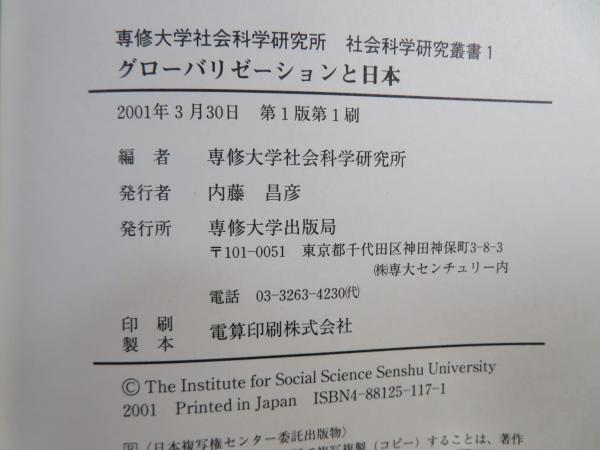 専修大学社会科学研究所 社会科学研究叢書1
グローバリゼーションと日本
2001年3月30日 第1版第1刷
編者 専修大学社会科学研究所
発行者 内藤 昌彦
発行所 専修大学出版局
〒101-0051 東京都千代田区神田神保町3-8-3
㈱専大センチュリー内
電話 03-3263-4230㈹
印刷
製本 電算印刷株式会社
© The Institute for Social Science Senshu University
2001 Printed in Japan ISBN4-88125-117-1
〈日本複写権センター委託出版物〉
複写複製（コピー）することは、著作